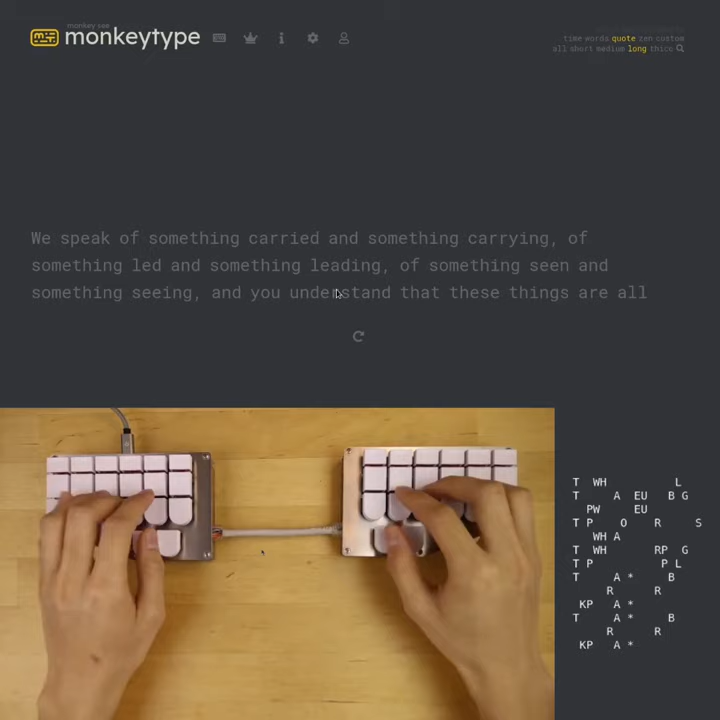 monkey see
monkeytype
time words quote zen custom
all short medium long thicc
We speak of something carried and something carrying, of
something led and something leading, of something seen and
something seeing, and you understand that these things are all
T WH L
T A EU B G
PW EU
T P O R S
WH A
T WH RP G
T P P L
T A * B
R R
KP A *
T A * B
R R
KP A *